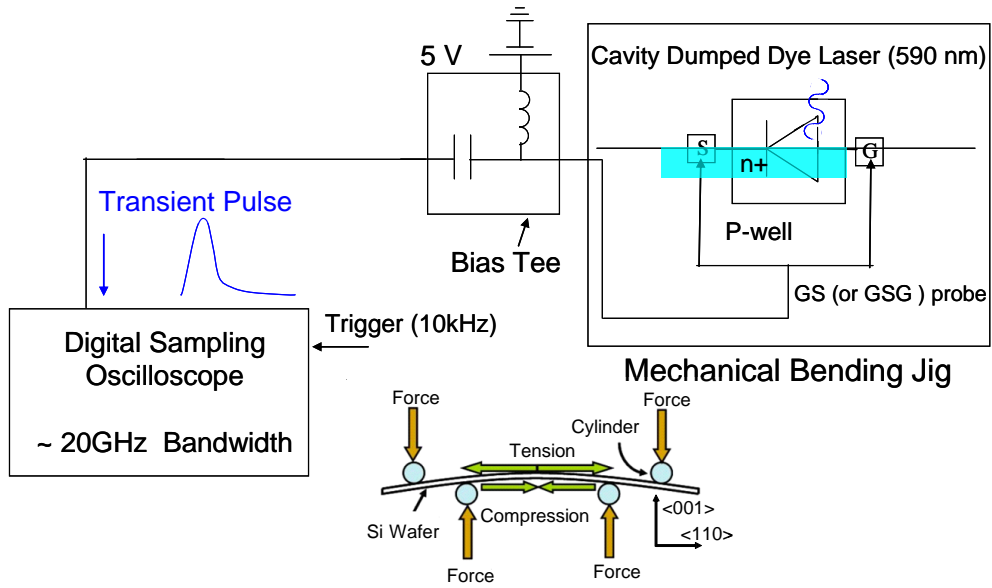 5 V
Cavity Dumped Dye Laser (590 nm)
S
n+
G
P-well
GS (or GSG ) probe
Bias Tee
Transient Pulse
Trigger (10kHz)
Digital Sampling
Oscilloscope
~ 20GHz Bandwidth
Mechanical Bending Jig
Force
Force
Cylinder
Tension
Compression
Si Wafer
<001>
<110>
Force
Force